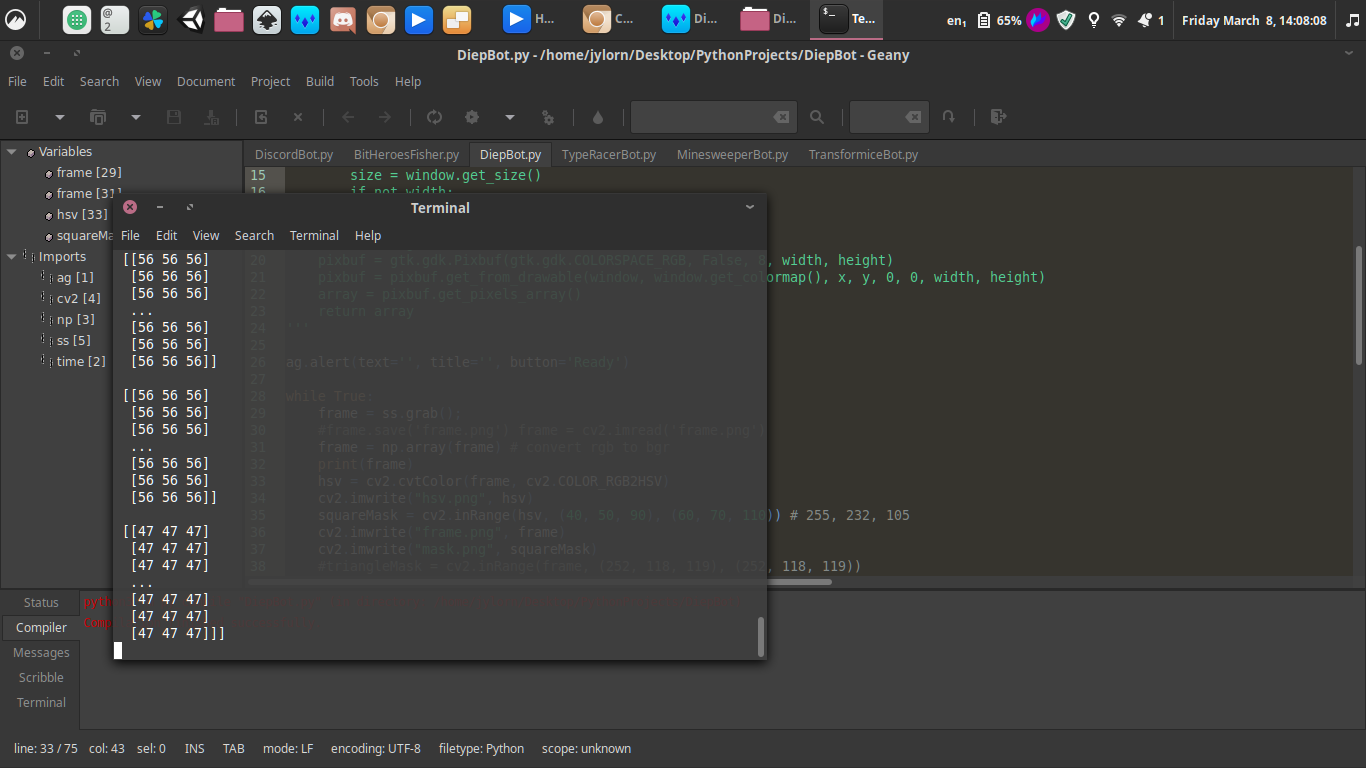 @
2
H...
C...
Di...
Di...
Te...
en1
65%
1
Friday March 8, 14:08:08
DiepBot.py - /home/jylorn/Desktop/PythonProjects/DiepBot - Geany
File Edit Search View Document Project Build Tools Help
Variables
frame [29]
frame [31]
hsv [33]
squareMa
Imports
ag [1]
cv2 [4]
np [3]
ss [5]
time [2]
DiscordBot.py BitHeroesFisher.py DiepBot.py TypeRacerBot.py MinesweeperBot.py TransformiceBot.py
15 size = window.get_size()
16 if not width:
Terminal
File Edit View Search Terminal Help
[[56 56 56]
[56 56 56]
[56 56 56]
...
[56 56 56]
[56 56 56]
[56 56 56]]
[[56 56 56]
[56 56 56]
[56 56 56]
...
[56 56 56]
[56 56 56]
[56 56 56]]
[[47 47 47]
[47 47 47]
[47 47 47]
...
[47 47 47]
[47 47 47]
[47 47 47]]]
20 pixbuf = gtk.gdk.Pixbuf(gtk.gdk.COLORSPACE_RGB, False, 8, width, height)
21 pixbuf = pixbuf.get_from_drawable(window, window.get_colormap(), x, y, 0, 0, width, height)
22 array = pixbuf.get_pixels_array()
23 return array
24 '''
25
26 ag.alert(text="", title="", button="Ready")
27
28 while True:
29 frame = ss.grab();
30 #frame.save('frame.png') frame = cv2.imread('frame.png')
31 frame = np.array(frame) # convert rgb to bgr
32 print(frame)
33 hsv = cv2.cvtColor(frame, cv2.COLOR_RGB2HSV)
34 cv2.imwrite("hsv.png", hsv)
35 squareMask = cv2.inRange(hsv, (40, 50, 90), (60, 70, 110)) # 255, 232, 105
36 cv2.imwrite("frame.png", frame)
37 cv2.imwrite("mask.png", squareMask)
38 #triangleMask = cv2.inRange(frame, (252, 118, 119), (252, 118, 119))
Status
Compiler
Messages
Scribble
Terminal
pyth
Comp
line: 33 / 75 col: 43 sel: 0 INS TAB mode: LF encoding: UTF-8 filetype: Python scope: unknown